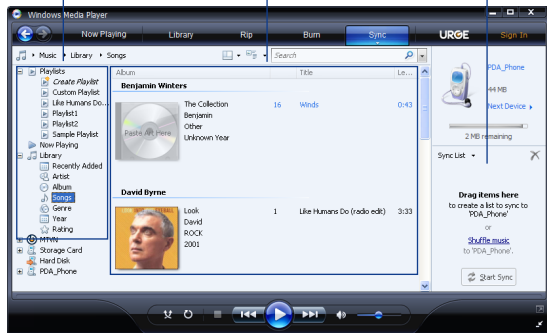 Windows Media Player
Now Playing Library Rip Burn Sync URGE Sign In
Music Library Songs Search
Playlists
Create Playlist
Custom Playlist
Like Humans Do...
Playlist1
Playlist2
Sample Playlist
Now Playing
Library
Recently Added
Artist
Album
Songs
Genre
Year
Rating
MTVN
Storage Card
Hard Disk
PDA_Phone
Album Title Le...
Benjamin Winters
Paste Art Here
The Collection 16 Winds 0:43
Benjamin
Other
Unknown Year
David Byrne
Look 1 Like Humans Do (radio edit) 3:33
David
ROCK
2001
PDA_Phone
44 MB
Next Device
2 MB remaining
Sync List
Drag items here
to create a list to sync to
'PDA_Phone'
or
Shuffle music
to 'PDA_Phone'.
Start Sync